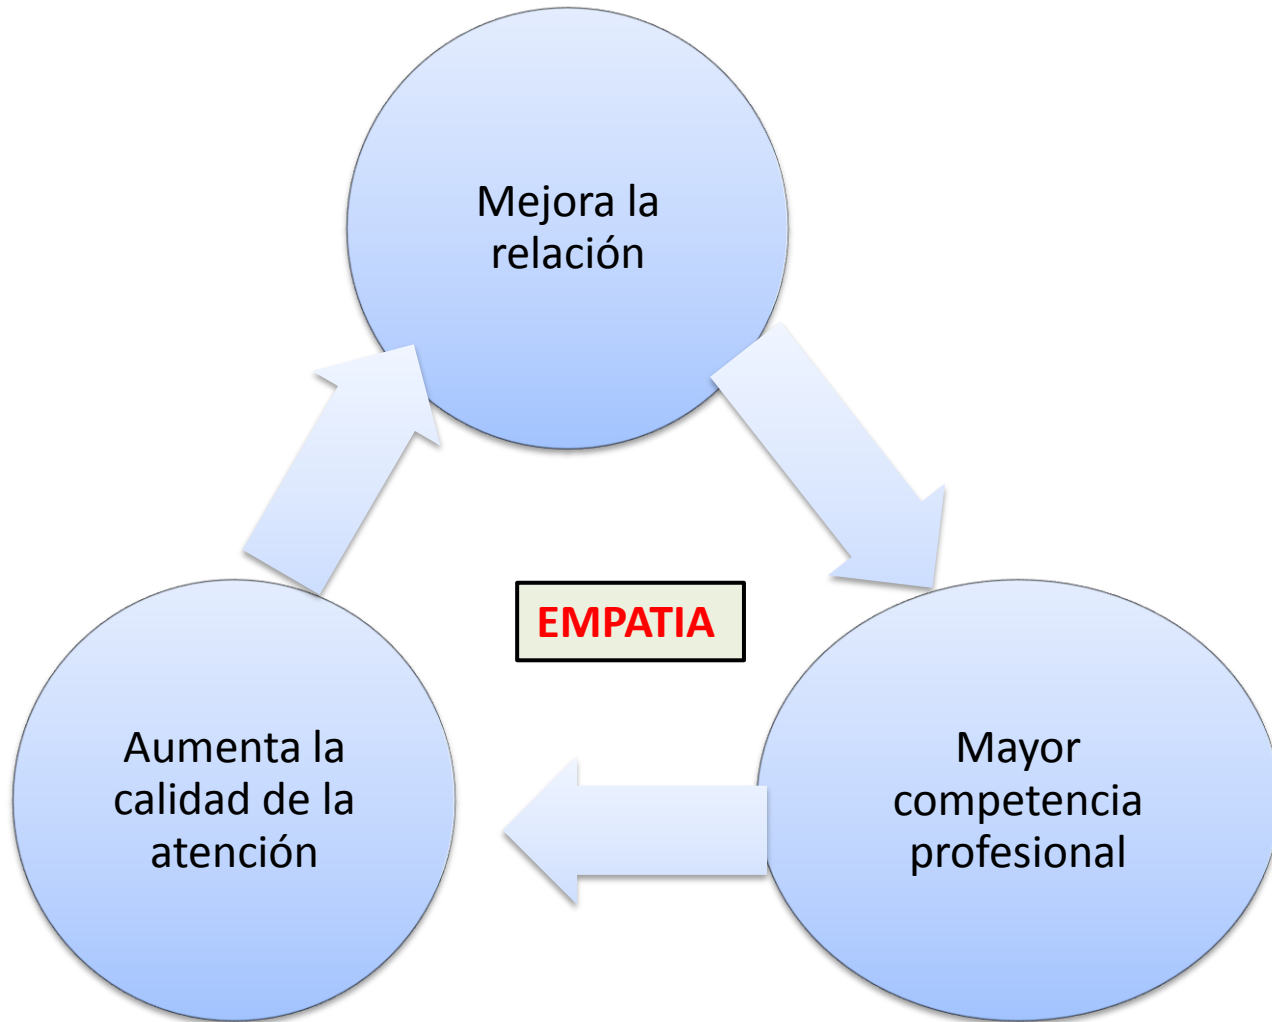 Mejora la
relación
EMPATIA
Aumenta la
calidad de la
atención
Mayor
competencia
profesional